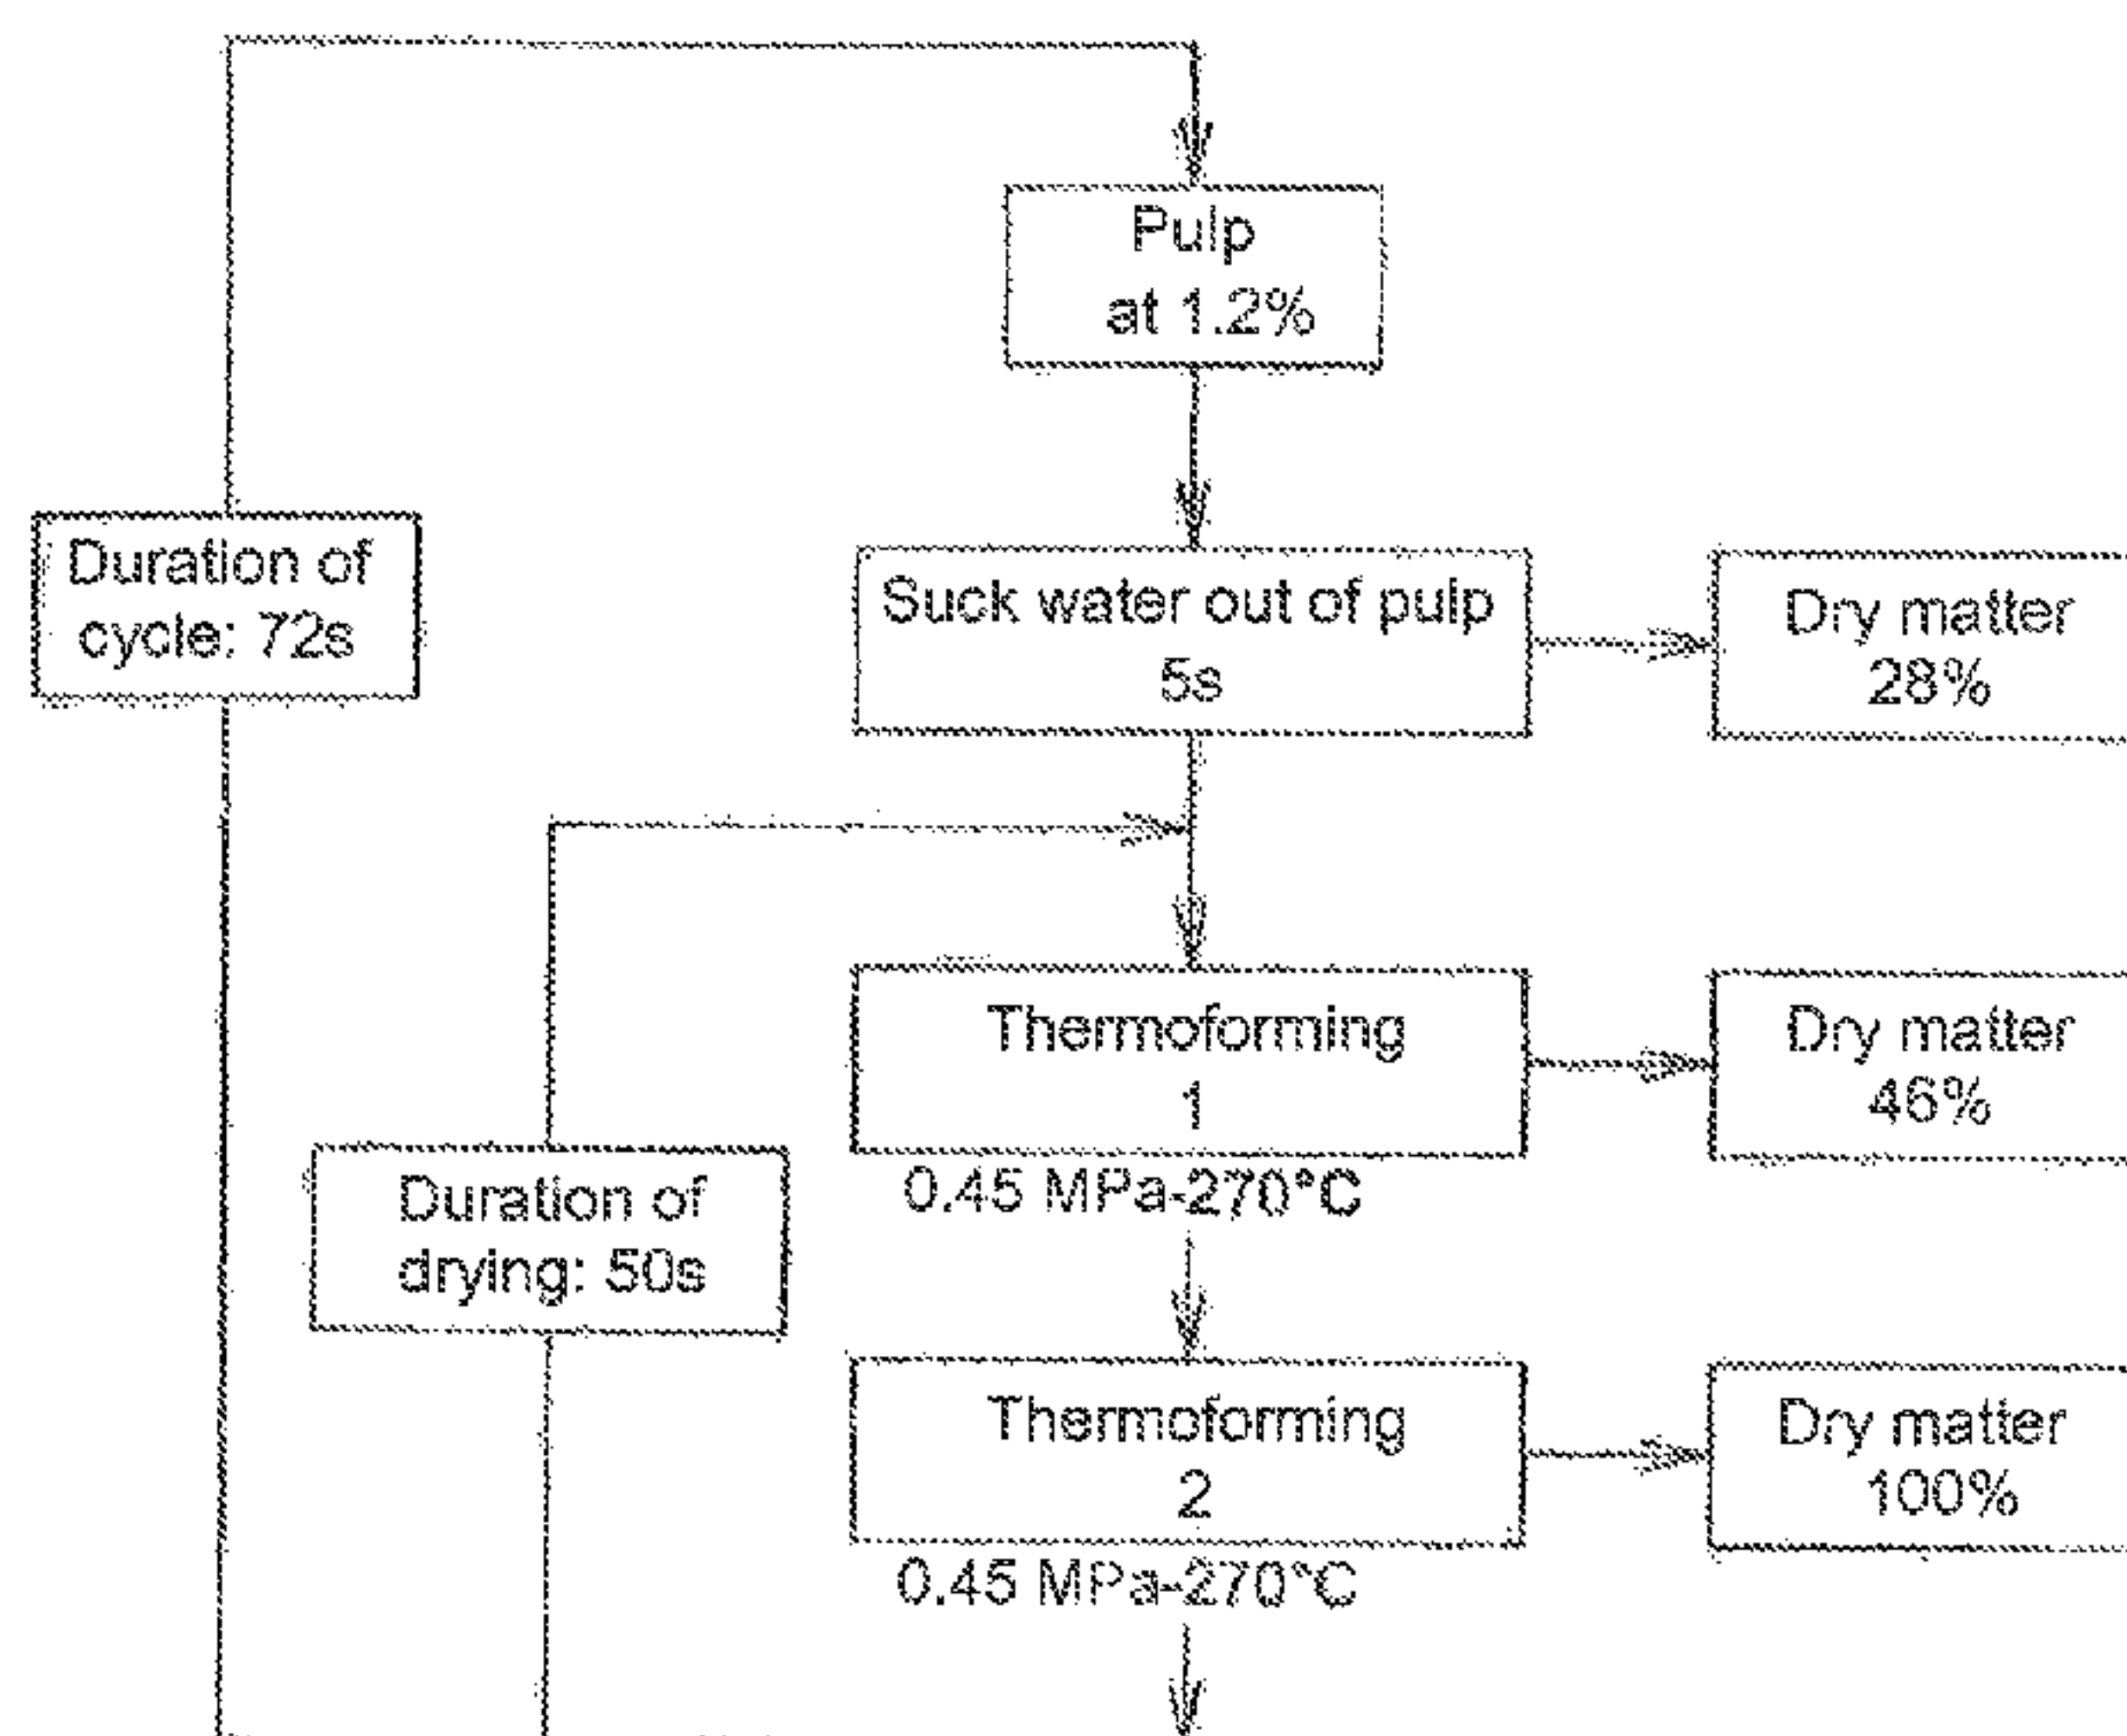 Pulp
at 1.2%
Duration of
cycle: 72s
Suck water out of pulp
5s
Dry matter
28%
Thermoforming
1
0.45 MPa-270°C
Dry matter
46%
Duration of
drying: 50s
Thermoforming
2
0.45 MPa-270°C
Dry matter
100%